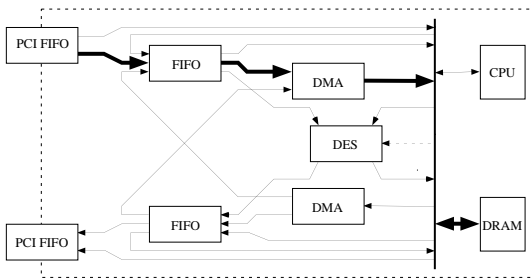 PCI FIFO
FIFO
DMA
CPU
DES
DMA
FIFO
DRAM
PCI FIFO